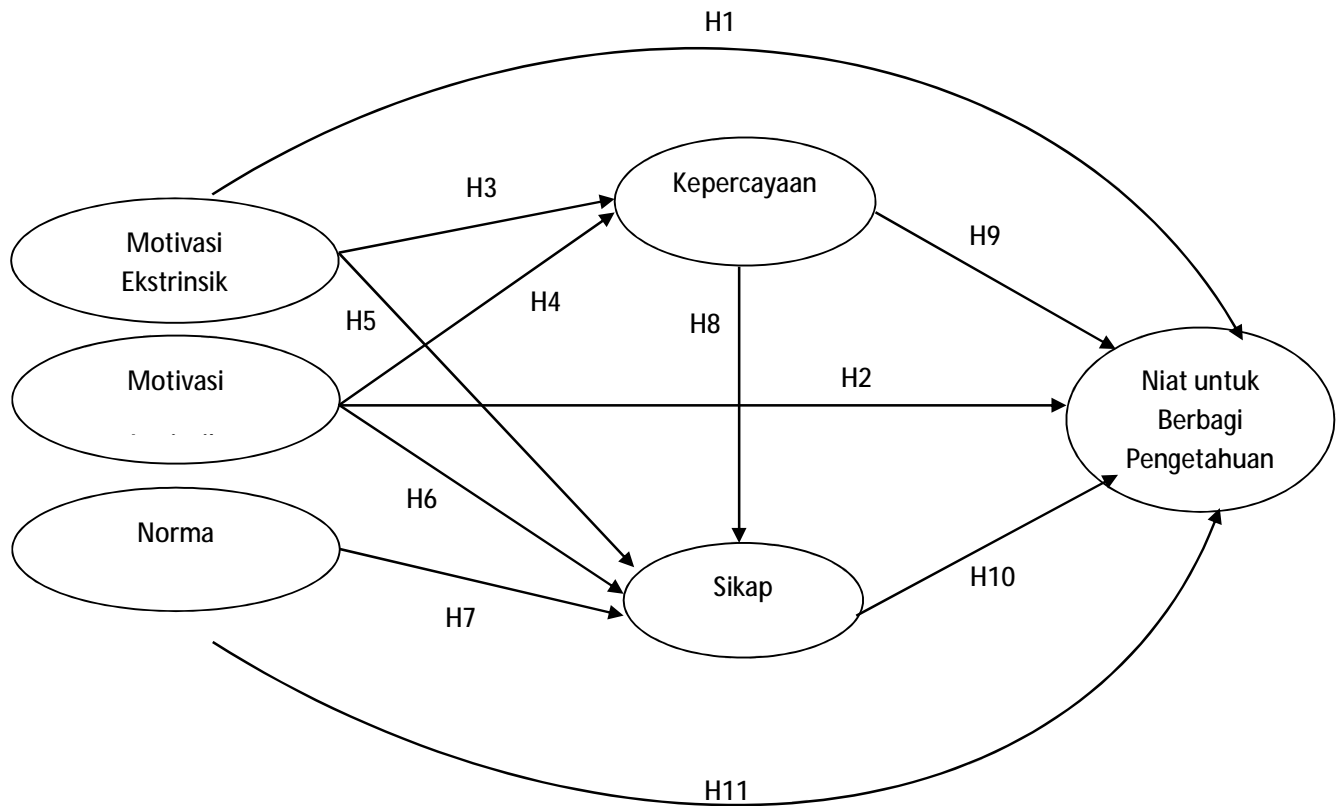 H1
Kepercayaan
H3
Motivasi
Ekstrinsik
H9
H4
H5
H8
Motivasi
H2
Niat untuk
Berbagi
Pengetahuan
H6
Norma
Sikap
H10
H7
H11